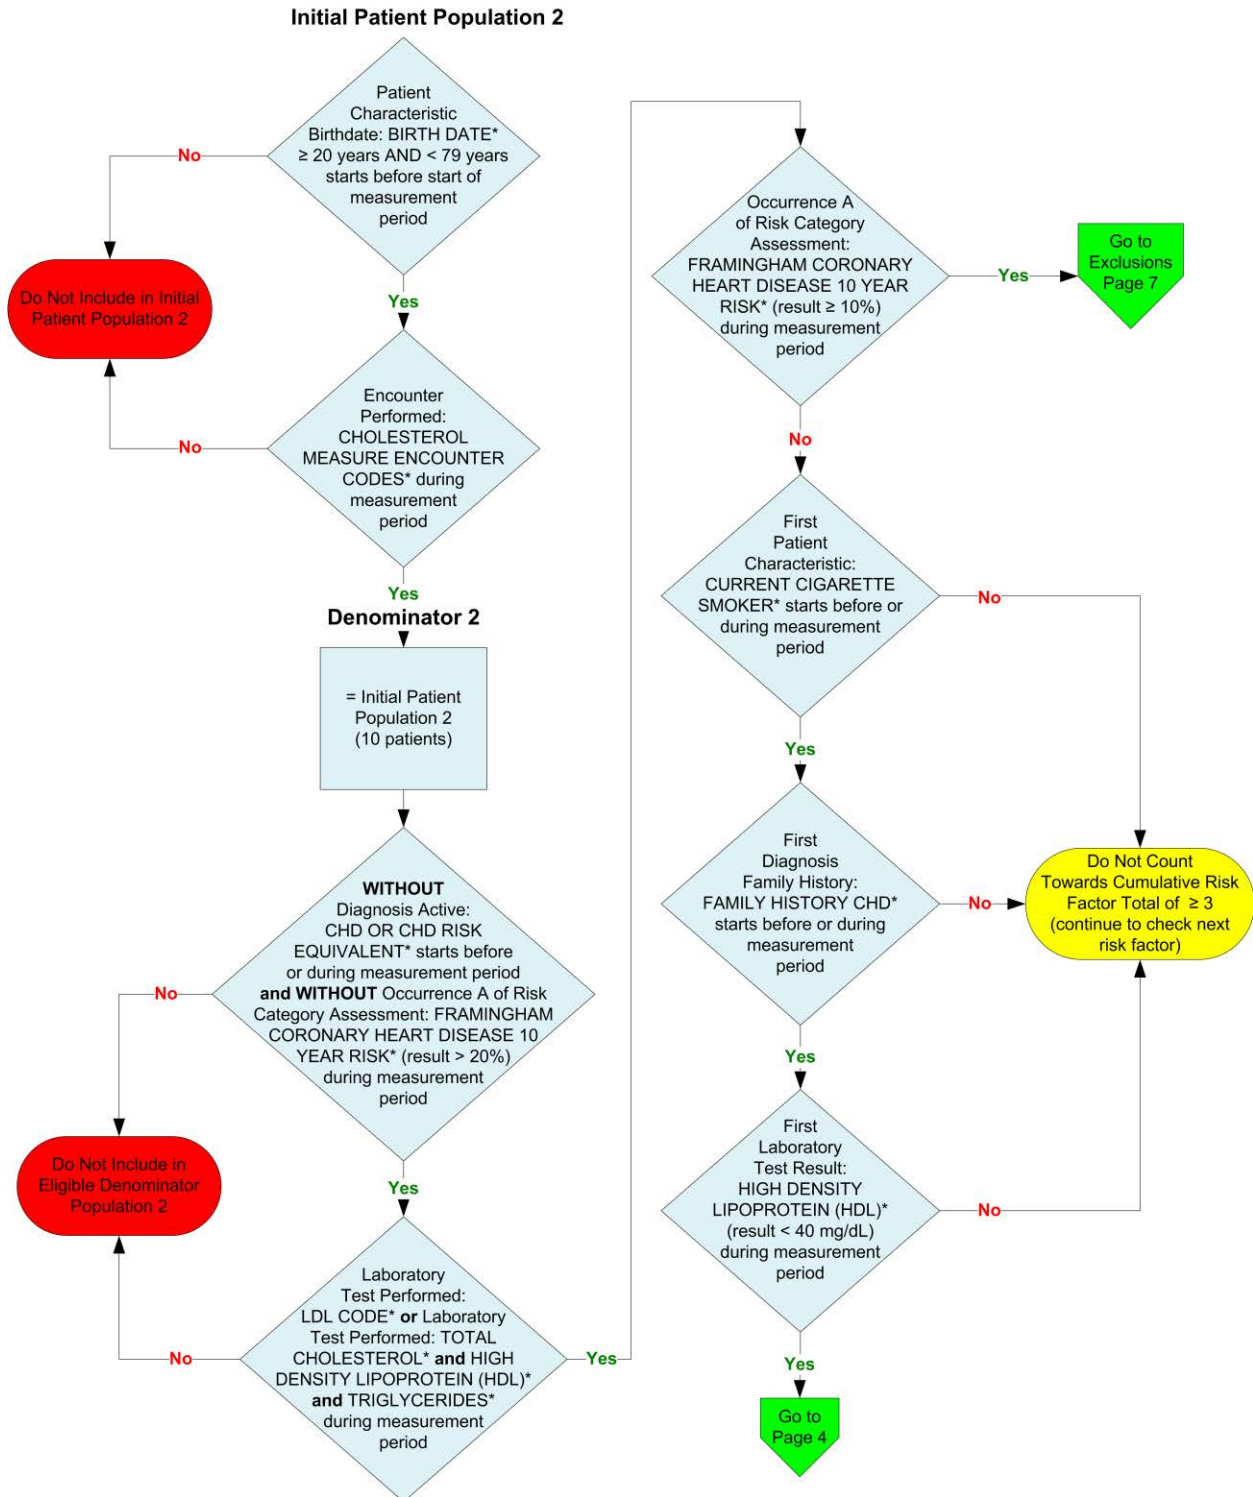 Initial Patient Population 2
Patient
Characteristic
Birthdate: BIRTH DATE*
≥ 20 years AND < 79 years
starts before start of
measurement
period
No
Do Not Include in Initial
Patient Population 2
Yes
Encounter
Performed:
CHOLESTEROL
MEASURE ENCOUNTER
CODES* during
measurement
period
No
Yes
Denominator 2
= Initial Patient
Population 2
(10 patients)
WITHOUT
Diagnosis Active:
CHD OR CHD RISK
EQUIVALENT* starts before
or during measurement period
and WITHOUT Occurrence A of Risk
Category Assessment: FRAMINGHAM
CORONARY HEART DISEASE 10
YEAR RISK* (result > 20%)
during measurement
period
No
Do Not Include in
Eligible Denominator
Population 2
Yes
Laboratory
Test Performed:
LDL CODE* or Laboratory
Test Performed: TOTAL
CHOLESTEROL* and HIGH
DENSITY LIPOPROTEIN (HDL)*
and TRIGLYCERIDES*
during measurement
period
No
Yes
Occurrence A
of Risk Category
Assessment:
FRAMINGHAM CORONARY
HEART DISEASE 10 YEAR
RISK* (result ≥ 10%)
during measurement
period
Yes
Go to
Exclusions
Page 7
No
First
Patient
Characteristic:
CURRENT CIGARETTE
SMOKER* starts before or
during measurement
period
No
Yes
First
Diagnosis
Family History:
FAMILY HISTORY CHD*
starts before or during
measurement
period
No
Do Not Count
Towards Cumulative Risk
Factor Total of ≥ 3
(continue to check next
risk factor)
Yes
First
Laboratory
Test Result:
HIGH DENSITY
LIPOPROTEIN (HDL)*
(result < 40 mg/dL)
during measurement
period
No
Yes
Go to
Page 4